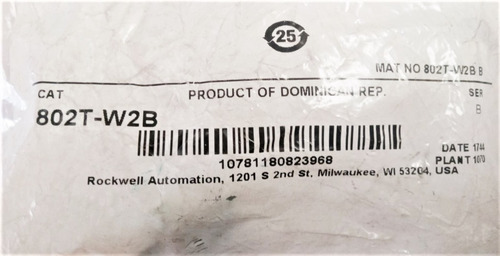 25
MAT NO 802T-W2B B
CAT PRODUCT OF DOMINICAN REP. SER
802T-W2B B
10781180823968
DATE 1744
PLANT 1070
Rockwell Automation, 1201 S 2nd St, Milwaukee, WI 53204, USA